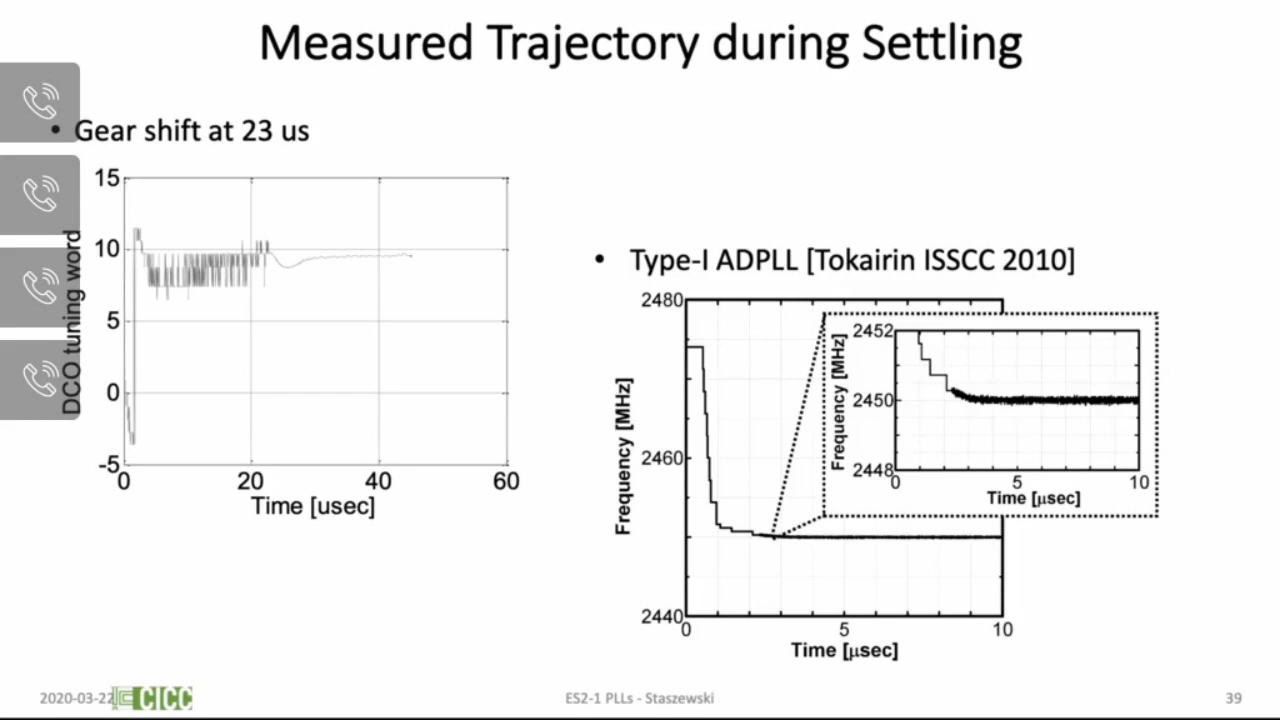 Measured Trajectory during Settling
• Gear shift at 23 us
15
10
5
0
-5
DCO tuning word
0 20 40 60
Time [usec]
• Type-I ADPLL [Tokairin ISSCC 2010]
2480
2460
2440
Frequency [MHz]
0 5 10
Time [μsec]
2452
2450
2448
Frequency [MHz]
0 5 10
Time [μsec]
2020-03-22 CICC ES2-1 PLLs - Staszewski 39